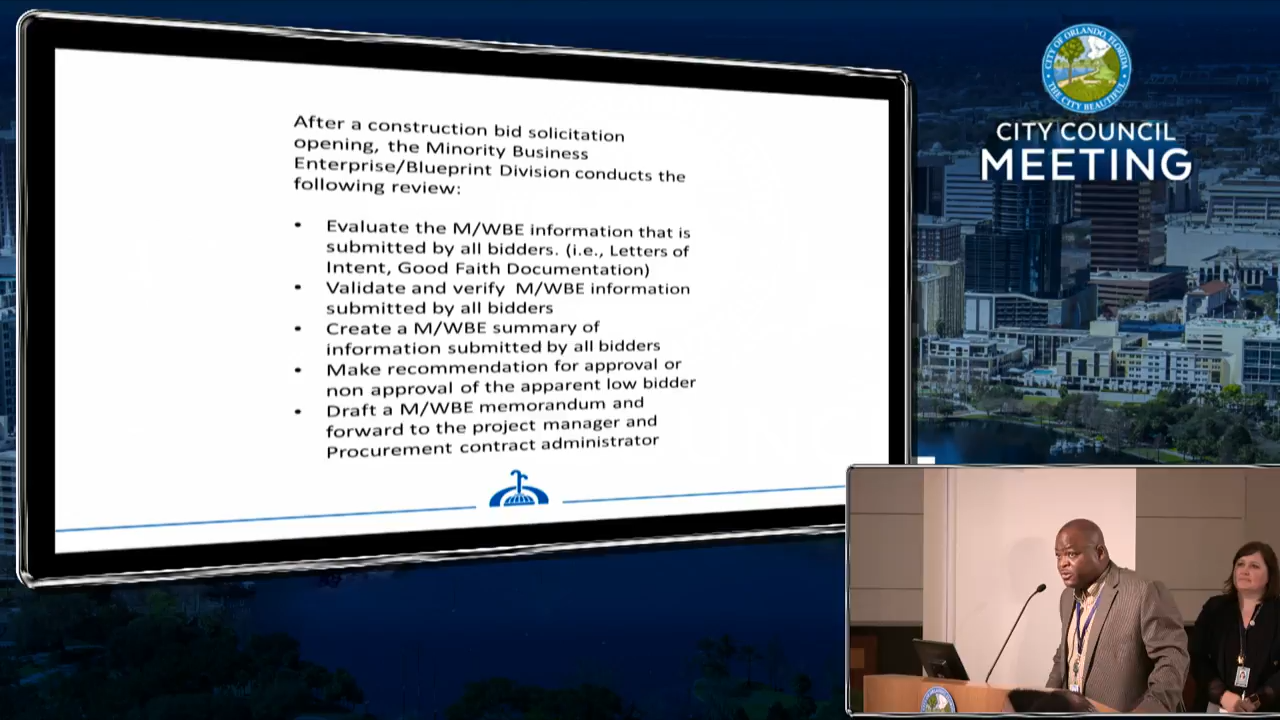 After a construction bid solicitation
opening, the Minority Business
Enterprise/Blueprint Division conducts the
following review:
• Evaluate the M/WBE information that is
submitted by all bidders. (i.e., Letters of
Intent, Good Faith Documentation)
• Validate and verify M/WBE information
submitted by all bidders
• Create a M/WBE summary of
information submitted by all bidders
• Make recommendation for approval or
non approval of the apparent low bidder
• Draft a M/WBE memorandum and
forward to the project manager and
Procurement contract administrator
CITY OF ORLANDO, FLORIDA
THE CITY BEAUTIFUL
CITY COUNCIL
MEETING